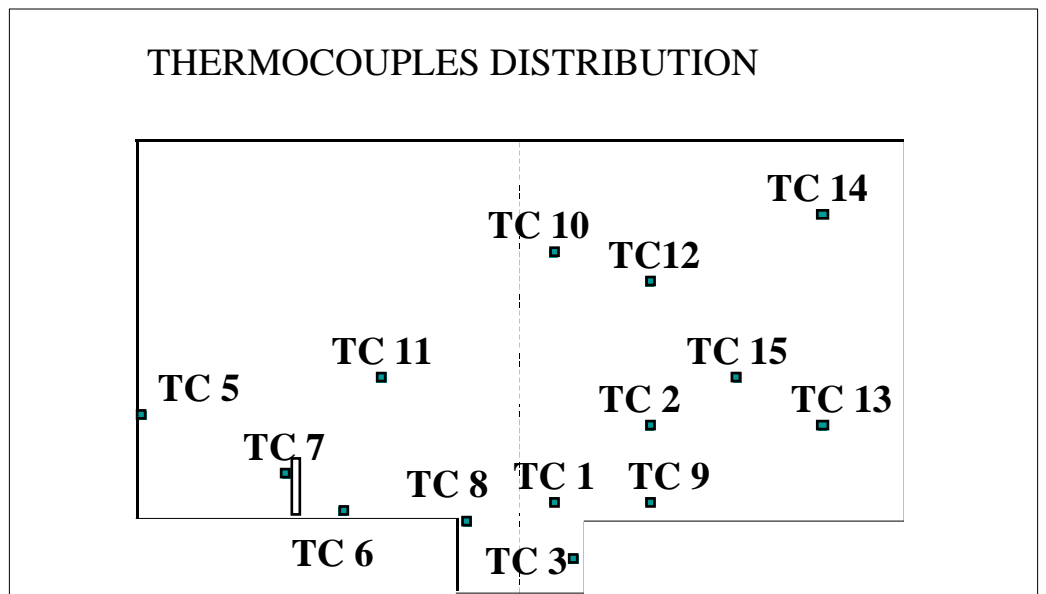 THERMOCOUPLES DISTRIBUTION
TC 14
TC 10
TC12
TC 11
TC 15
TC 5
TC 2
TC 13
TC 7
TC 8
TC 1
TC 9
TC 6
TC 3